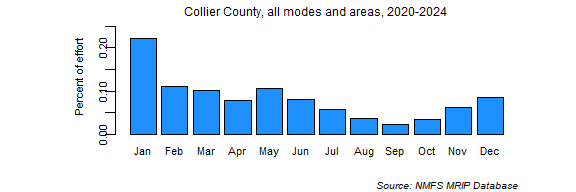 Collier County, all modes and areas, 2020-2024
Percent of effort
0.20
0.10
0.00
Jan Feb Mar Apr May Jun Jul Aug Sep Oct Nov Dec
Source: NMFS MRIP Database